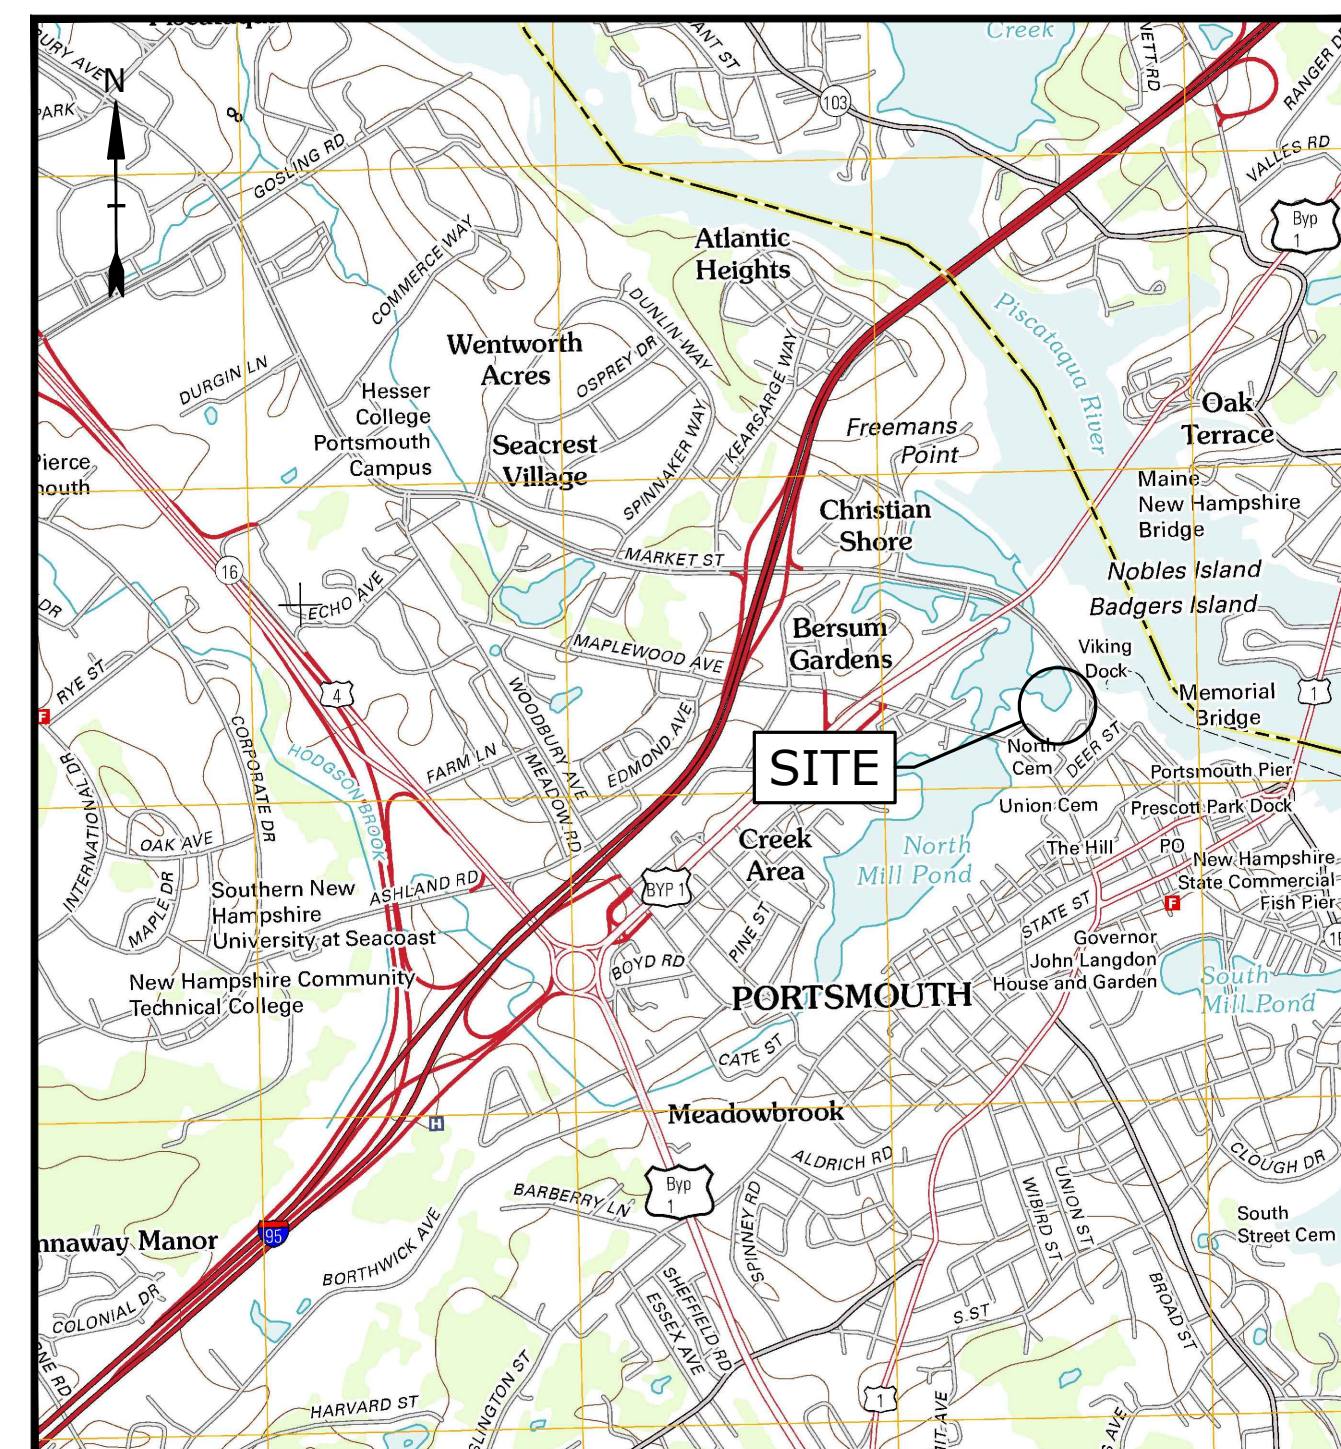 Creek
N
PARK
103
GOSLING RD
VALLES RD
Byp
1
COMMERCE WAY
Atlantic
Heights
Piscataqua River
DUNLIN WAY
Wentworth
Acres
OSPREY DR
KEARSARGE WAY
DURGIN LN
Hesser
College
Portsmouth
Campus
Seacrest
Village
SPINNAKER WAY
Freemans
Point
Oak
Terrace
Maine
New Hampshire
Bridge
Christian
Shore
MARKET ST
Nobles Island
Badgers Island
16
ECHO AVE
MAPLEWOOD AVE
Bersum
Gardens
Viking
Dock
RYE ST
4
WOODBURY AVE
EDMOND AVE
Memorial
Bridge
1
F
CORPORATE DR
HODGSON BROOK
FARM LN
MEADOW RD
SITE
North
Cem
DEER ST
INTERNATIONAL DR
Portsmouth Pier
Union Cem
Prescott Park Dock
OAK AVE
MAPLE DR
Creek
Area
North
Mill Pond
The Hill
PO
New Hampshire
State Commercial
Fish Pier
Southern New
Hampshire
University at Seacoast
ASHLAND RD
BYP 1
STATE ST
F
PINE ST
BOYD RD
Governor
John Langdon
House and Garden
New Hampshire Community
Technical College
PORTSMOUTH
South
Mill Pond
CATE ST
H
Meadowbrook
ALDRICH RD
CLOUGH DR
BARBERRY LN
Byp
1
SPINNEY RD
WIBIRD ST
UNION ST
South
Street Cem
95
nnaway Manor
BORTHWICK AVE
COLONIAL DR
SHEFFIELD RD
ESSEX AVE
S ST
BROAD ST
HARVARD ST
1